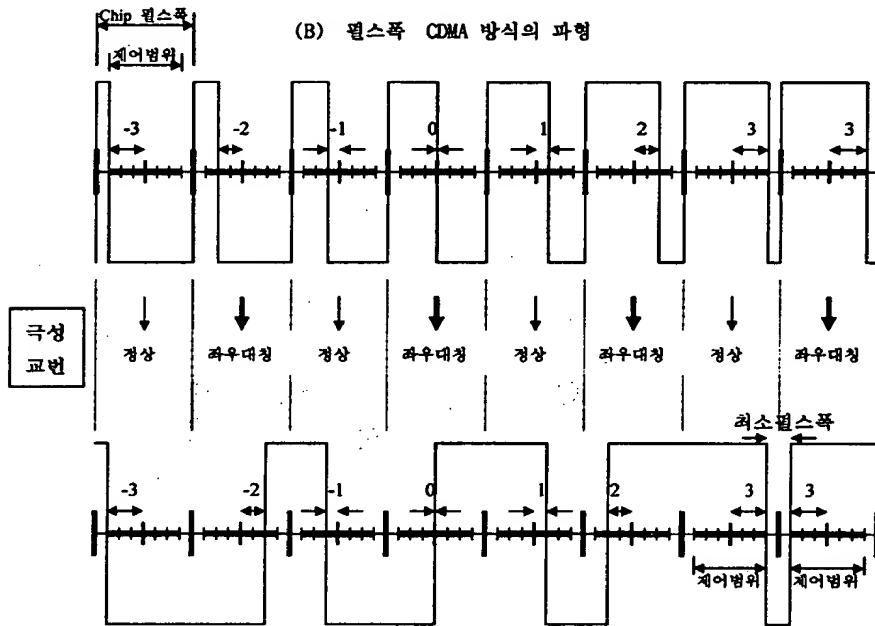 Chip 펄스폭
(B) 펄스폭 CDMA 방식의 파형
제어범위
-3 -2 -1 0 1 2 3 3
극성
교번
정상 좌우대칭 정상 좌우대칭 정상 좌우대칭 정상 좌우대칭
최소펄스폭
-3 -2 -1 0 1 2 3 3
제어범위 제어범위